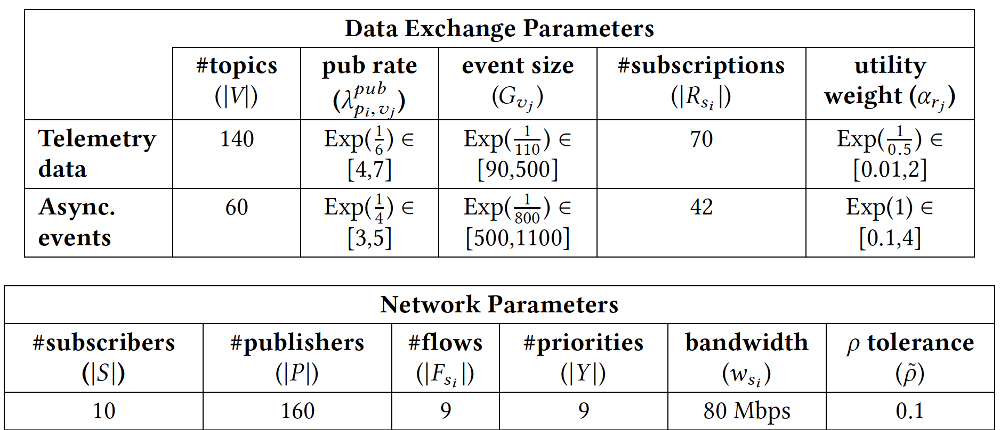 Data Exchange Parameters
#topics pub rate event size #subscriptions utility
(|V|) (λ^{pub}_{p_i,v_j}) (G_{v_j}) (|R_{s_i}|) weight (α_{r_j})
Telemetry 140 Exp(1/6) ∈ Exp(1/110) ∈ 70 Exp(1/0.5) ∈
data [4,7] [90,500] [0.01,2]
Async. 60 Exp(1/4) ∈ Exp(1/800) ∈ 42 Exp(1) ∈
events [3,5] [500,1100] [0.1,4]
Network Parameters
#subscribers #publishers #flows #priorities bandwidth ρ tolerance
(|S|) (|P|) (|F_{s_i}|) (|Y|) (w_{s_i}) (ρ̃)
10 160 9 9 80 Mbps 0.1